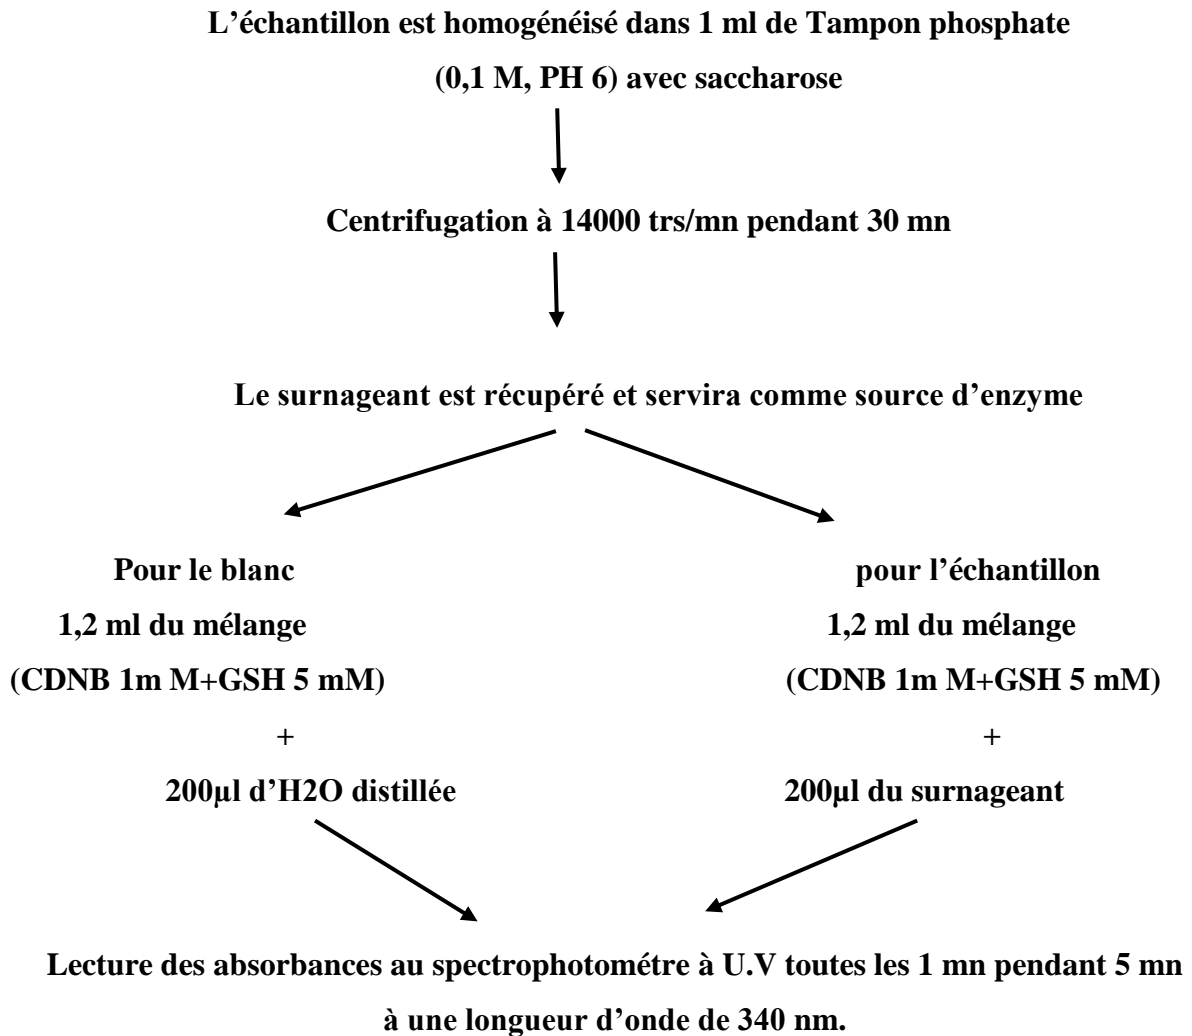 L’échantillon est homogénéisé dans 1 ml de Tampon phosphate
(0,1 M, PH 6) avec saccharose
Centrifugation à 14000 trs/mn pendant 30 mn
Le surnageant est récupéré et servira comme source d’enzyme
Pour le blanc
1,2 ml du mélange
(CDNB 1m M+GSH 5 mM)
+
200µl d’H2O distillée
pour l’échantillon
1,2 ml du mélange
(CDNB 1m M+GSH 5 mM)
+
200µl du surnageant
Lecture des absorbances au spectrophotométre à U.V toutes les 1 mn pendant 5 mn
à une longueur d’onde de 340 nm.